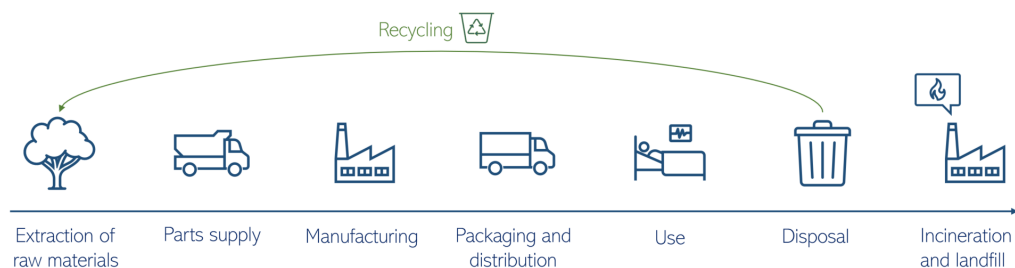 Recycling
Extraction of
raw materials
Parts supply
Manufacturing
Packaging and
distribution
Use
Disposal
Incineration
and landfill